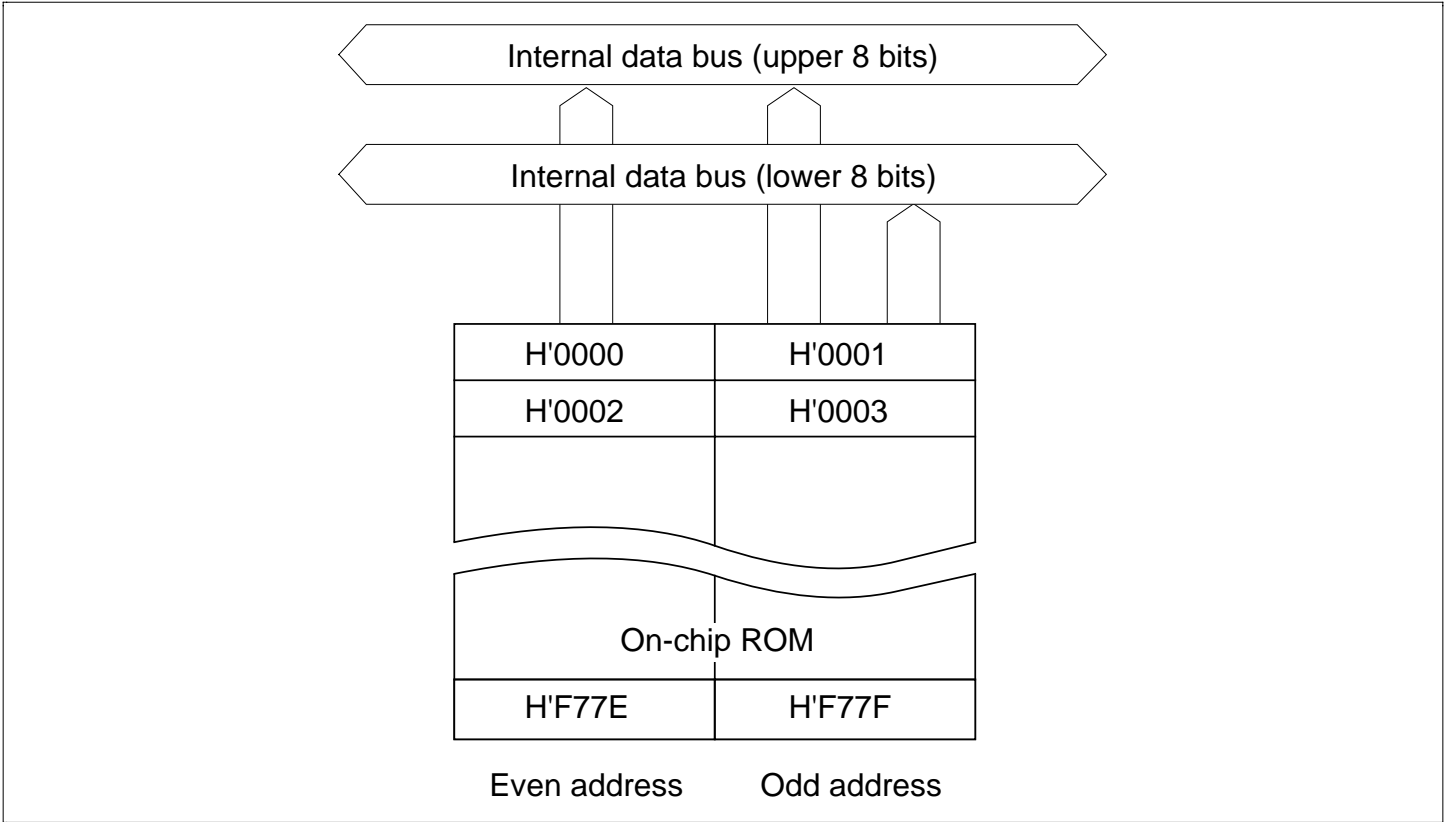 Internal data bus (upper 8 bits)
Internal data bus (lower 8 bits)
H'0000 H'0001
H'0002 H'0003
On-chip ROM
H'F77E H'F77F
Even address Odd address